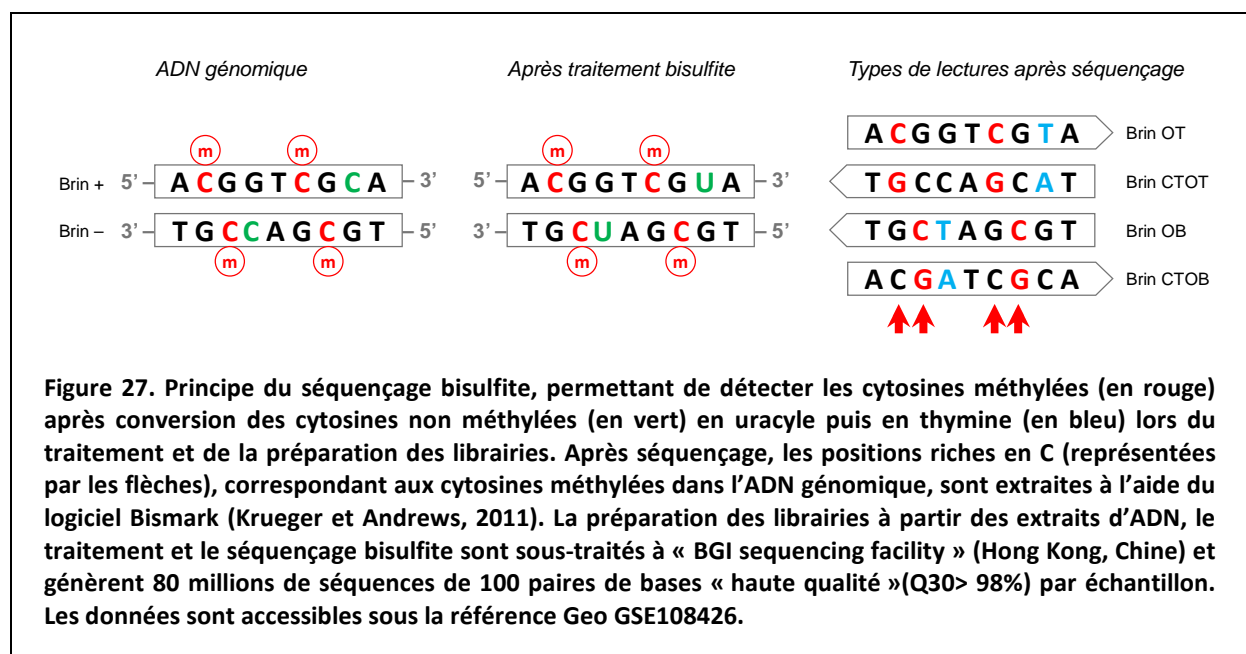 ADN génomique
Après traitement bisulfite
Types de lectures après séquençage
A C G G T C G T A
Brin OT
m m
m m
Brin + 5’ A C G G T C G C A 3’
5’ A C G G T C G U A 3’
T G C C A G C A T
Brin CTOT
Brin – 3’ T G C C A G C G T 5’
3’ T G C U A G C G T 5’
T G C T A G C G T
Brin OB
m m
m m
A C G A T C G C A
Brin CTOB
Figure 27. Principe du séquençage bisulfite, permettant de détecter les cytosines méthylées (en rouge)
après conversion des cytosines non méthylées (en vert) en uracyle puis en thymine (en bleu) lors du
traitement et de la préparation des librairies. Après séquençage, les positions riches en C (représentées
par les flèches), correspondant aux cytosines méthylées dans l’ADN génomique, sont extraites à l’aide du
logiciel Bismark (Krueger et Andrews, 2011). La préparation des librairies à partir des extraits d’ADN, le
traitement et le séquençage bisulfite sont sous-traités à « BGI sequencing facility » (Hong Kong, Chine) et
génèrent 80 millions de séquences de 100 paires de bases « haute qualité »(Q30> 98%) par échantillon.
Les données sont accessibles sous la référence Geo GSE108426.